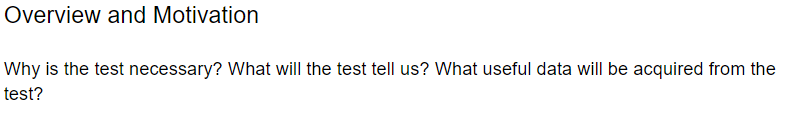 Overview and Motivation
Why is the test necessary? What will the test tell us? What useful data will be acquired from the
test?